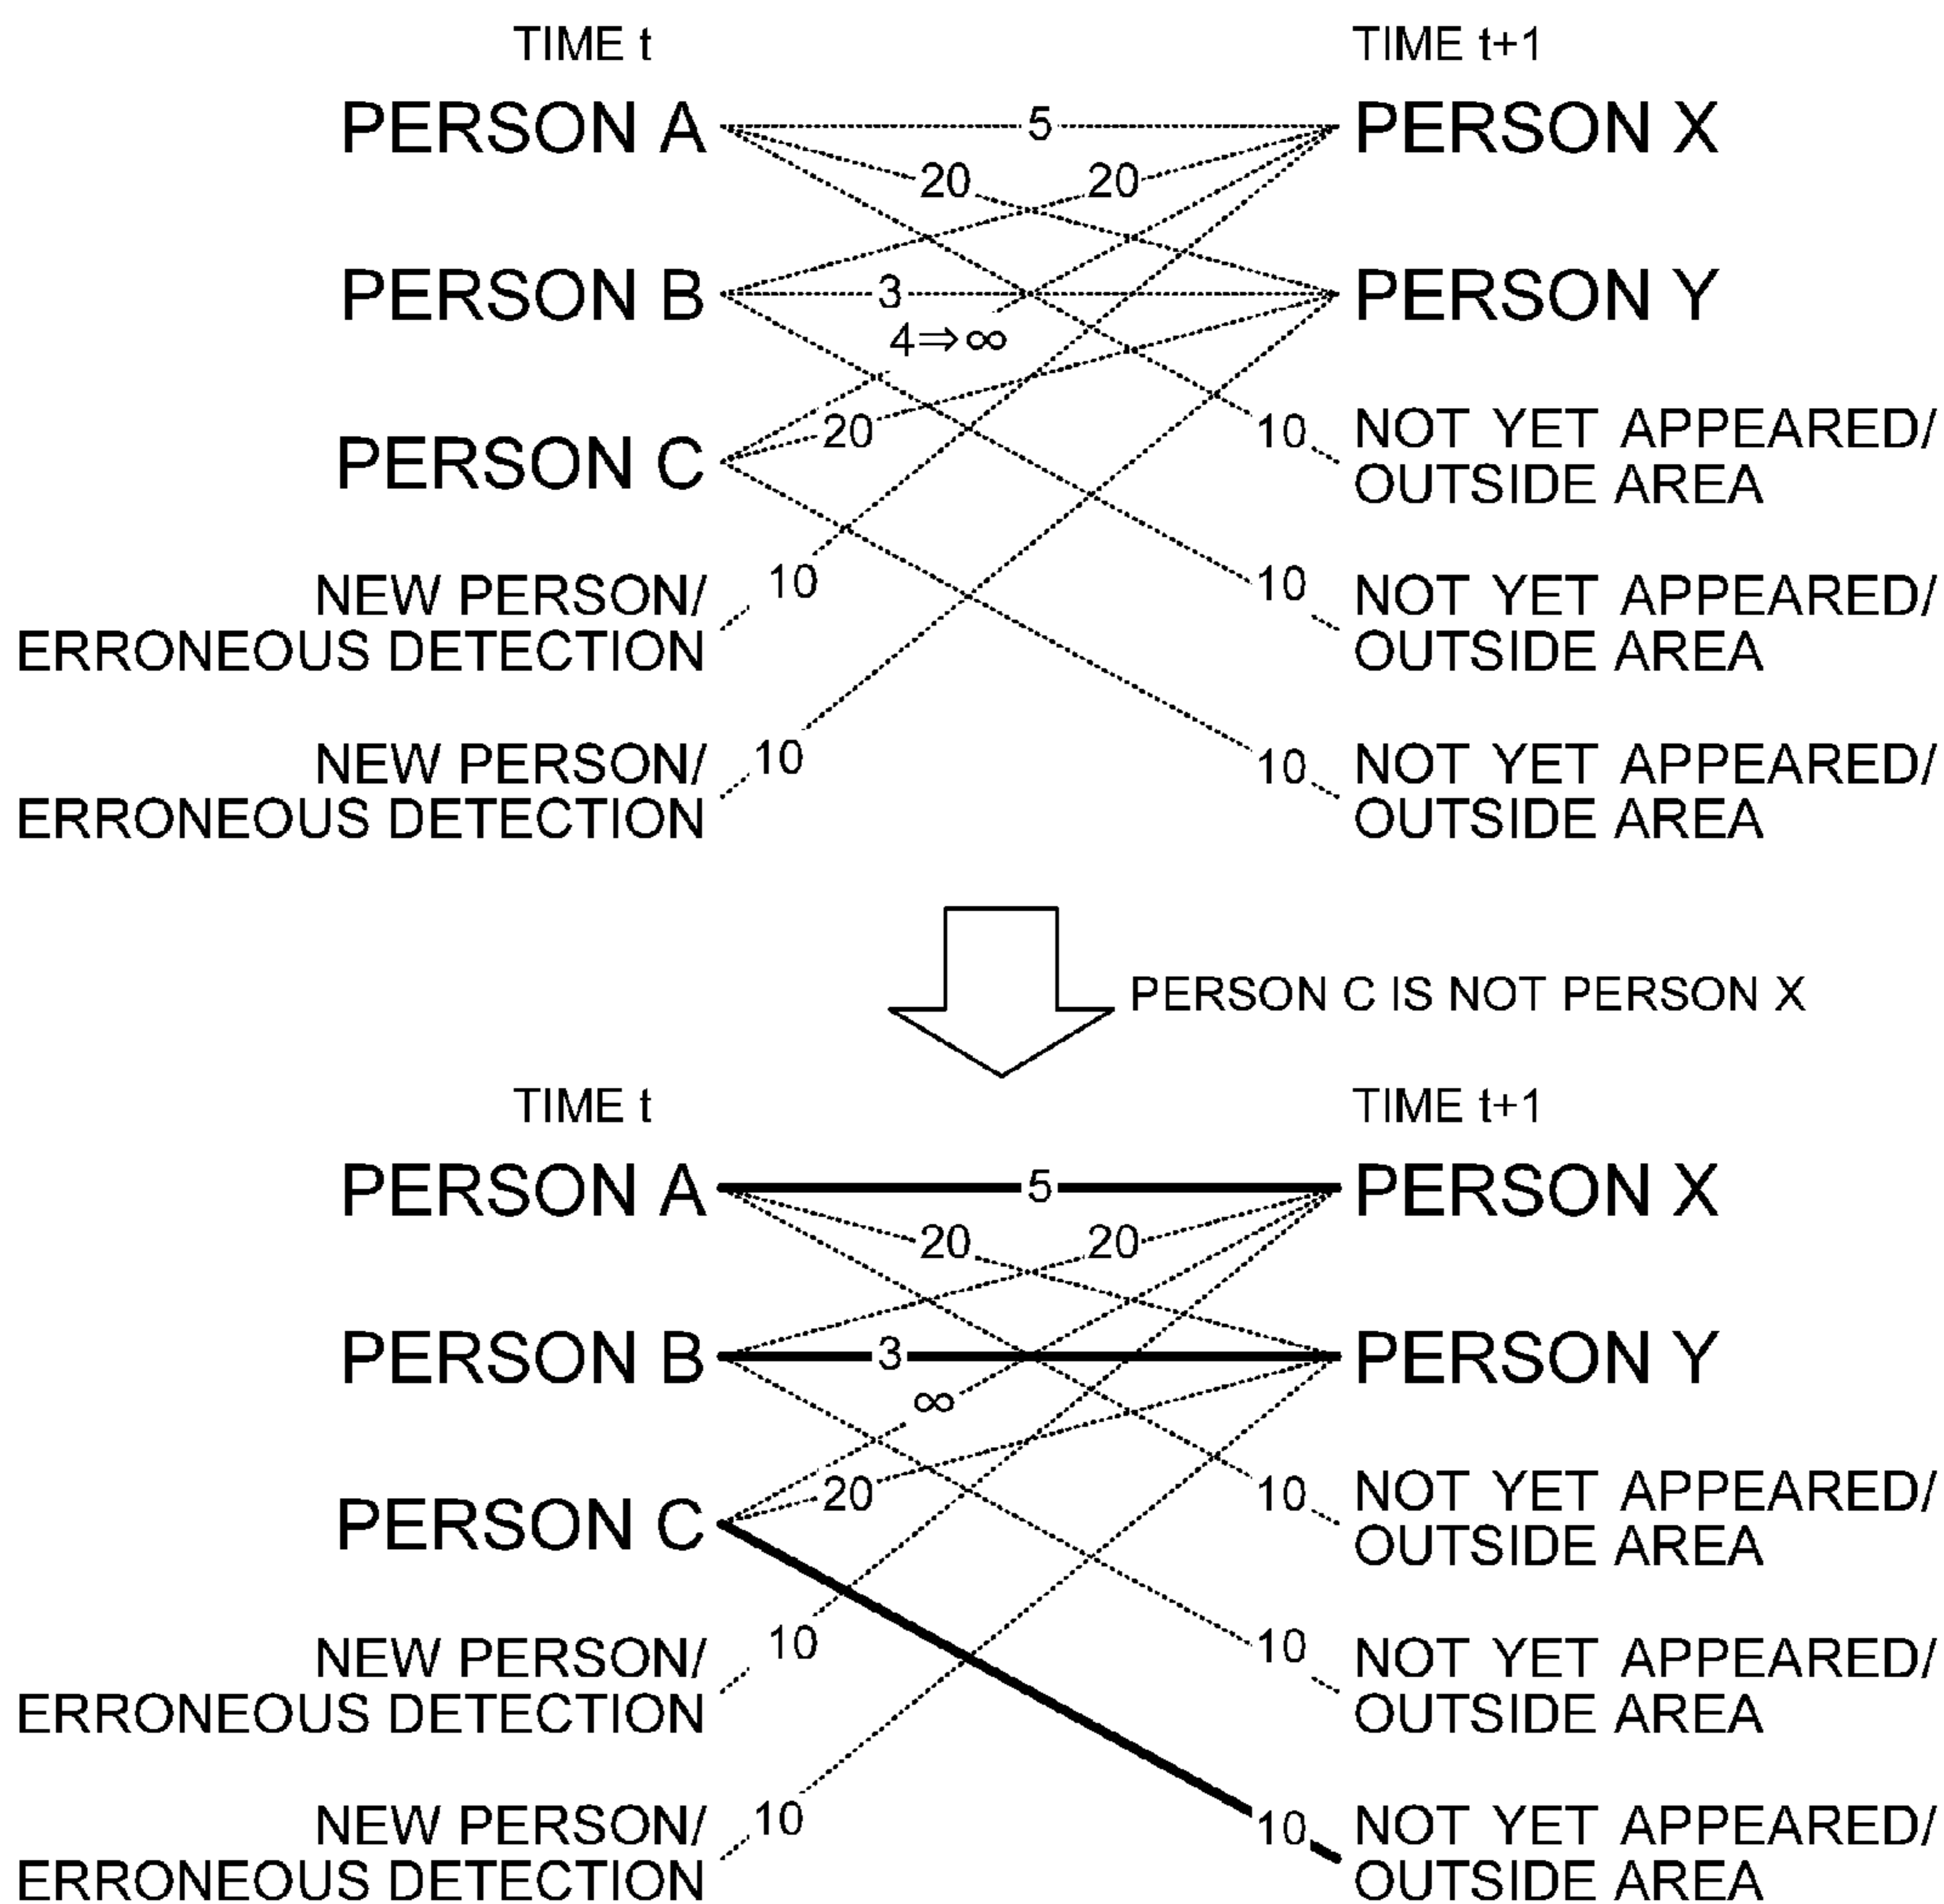 TIME t TIME t+1
PERSON A 5 PERSON X
20 20
PERSON B 3 PERSON Y
4⇒∞
PERSON C 20 10 NOT YET APPEARED/
OUTSIDE AREA
NEW PERSON/ 10 10 NOT YET APPEARED/
ERRONEOUS DETECTION OUTSIDE AREA
NEW PERSON/ 10 10 NOT YET APPEARED/
ERRONEOUS DETECTION OUTSIDE AREA
PERSON C IS NOT PERSON X
TIME t TIME t+1
PERSON A 5 PERSON X
20 20
PERSON B 3 PERSON Y
∞
PERSON C 20 10 NOT YET APPEARED/
OUTSIDE AREA
NEW PERSON/ 10 10 NOT YET APPEARED/
ERRONEOUS DETECTION OUTSIDE AREA
NEW PERSON/ 10 10 NOT YET APPEARED/
ERRONEOUS DETECTION OUTSIDE AREA